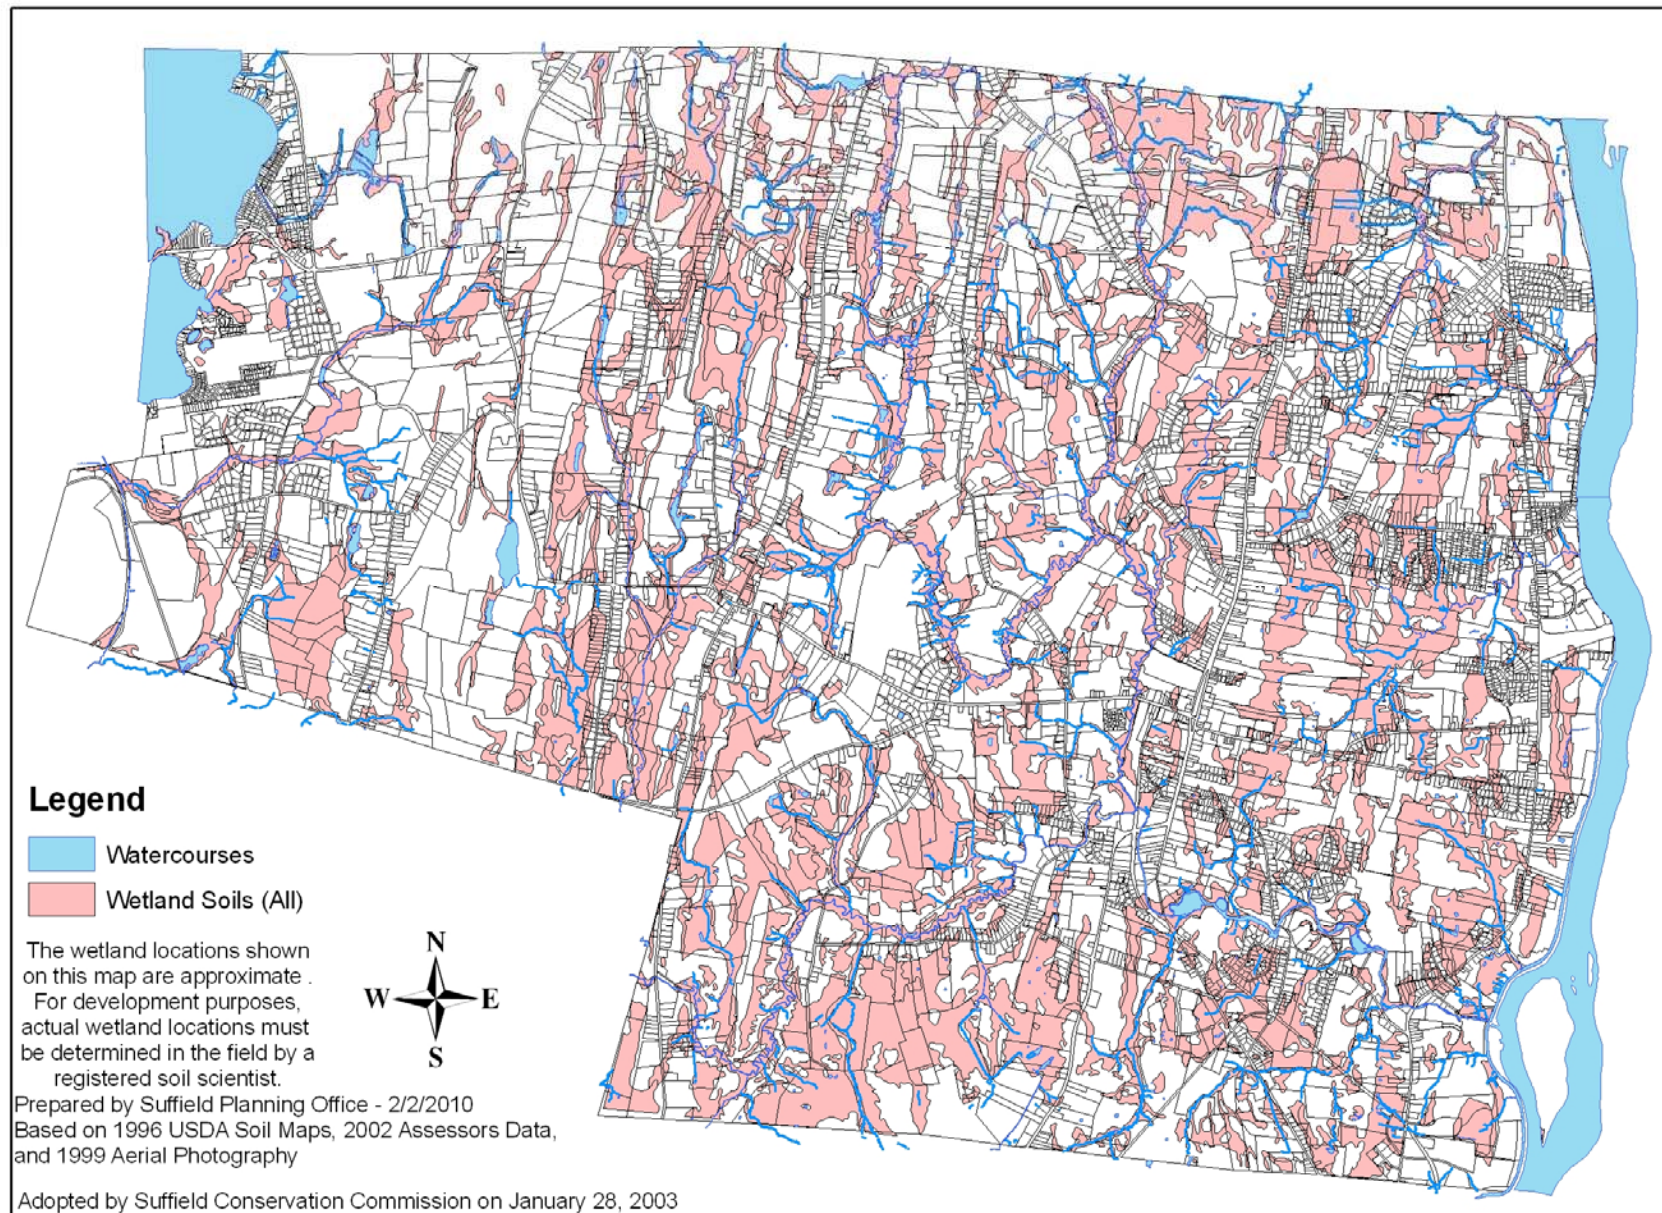 Legend
Watercourses
Wetland Soils (All)
The wetland locations shown
on this map are approximate .
For development purposes,
actual wetland locations must
be determined in the field by a
registered soil scientist.
N
W E
S
Prepared by Suffield Planning Office - 2/2/2010
Based on 1996 USDA Soil Maps, 2002 Assessors Data,
and 1999 Aerial Photography
Adopted by Suffield Conservation Commission on January 28, 2003